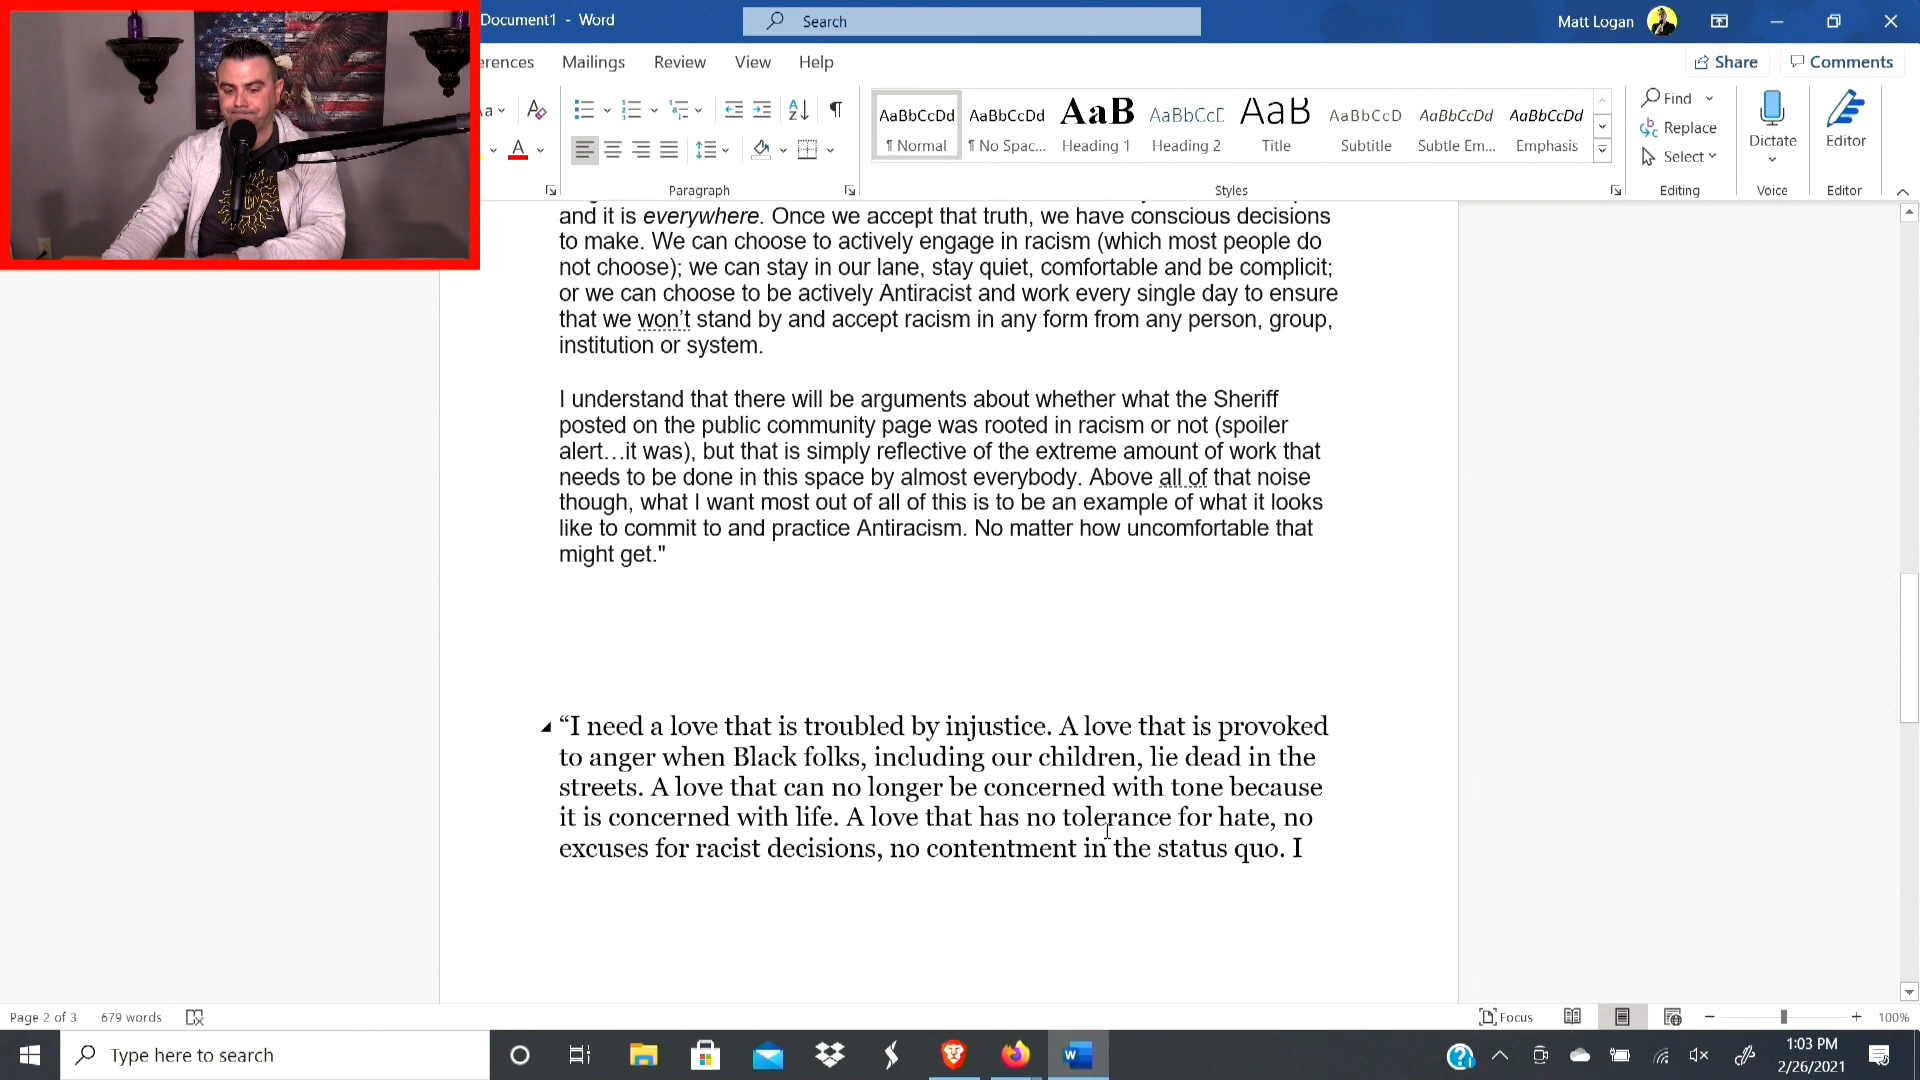 Document1 - Word
Search
Matt Logan
erences Mailings Review View Help
Share Comments
AaBbCcDd AaBbCcDd AaB AaBbCcC AaB AaBbCcD AaBbCcDd AaBbCcDd
¶ Normal ¶ No Spac... Heading 1 Heading 2 Title Subtitle Subtle Em... Emphasis
Find
Replace
Select
Dictate
Editor
Paragraph Styles Editing Voice Editor
and it is everywhere. Once we accept that truth, we have conscious decisions
to make. We can choose to actively engage in racism (which most people do
not choose); we can stay in our lane, stay quiet, comfortable and be complicit;
or we can choose to be actively Antiracist and work every single day to ensure
that we won’t stand by and accept racism in any form from any person, group,
institution or system.
I understand that there will be arguments about whether what the Sheriff
posted on the public community page was rooted in racism or not (spoiler
alert…it was), but that is simply reflective of the extreme amount of work that
needs to be done in this space by almost everybody. Above all of that noise
though, what I want most out of all of this is to be an example of what it looks
like to commit to and practice Antiracism. No matter how uncomfortable that
might get."
“I need a love that is troubled by injustice. A love that is provoked
to anger when Black folks, including our children, lie dead in the
streets. A love that can no longer be concerned with tone because
it is concerned with life. A love that has no tolerance for hate, no
excuses for racist decisions, no contentment in the status quo. I
Page 2 of 3 679 words
Focus
100%
Type here to search
1:03 PM
2/26/2021